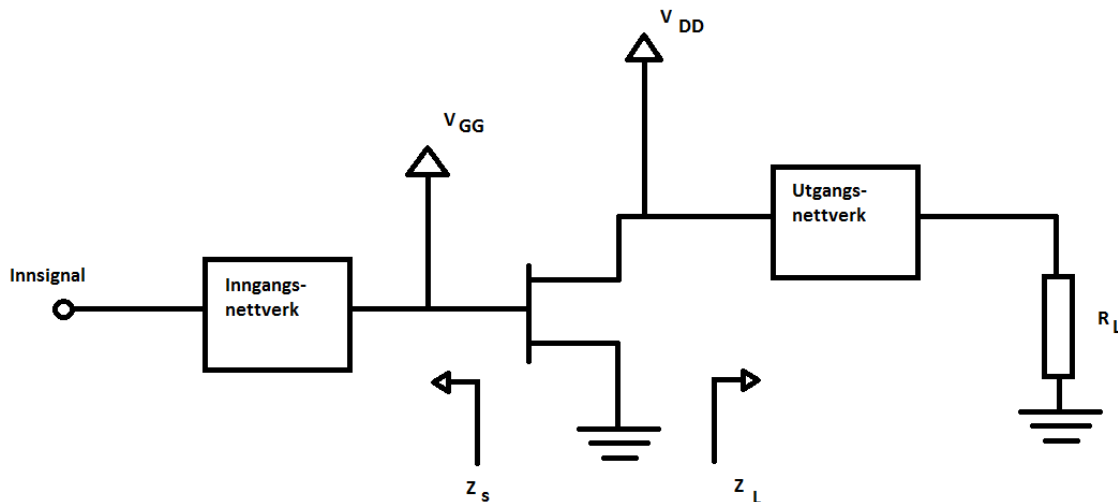 V DD
V GG
Utgangs-
nettverk
Innsignal
Inngangs-
nettverk
R L
Z s
Z L